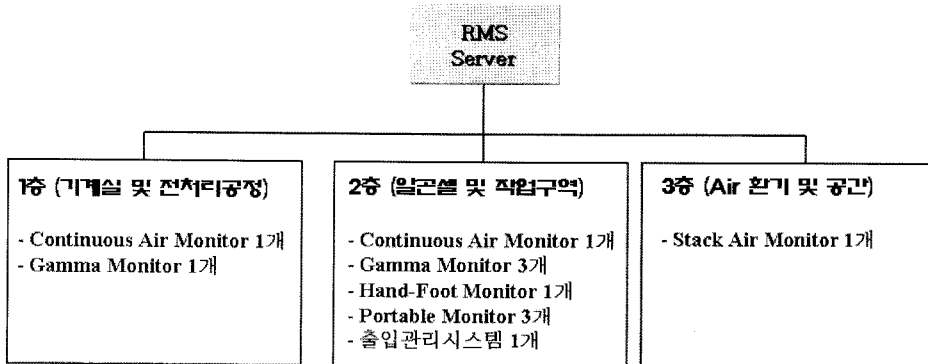 RMS
Server
1층 (기계실 및 전처리공정)
- Continuous Air Monitor 1개
- Gamma Monitor 1개
2층 (알곤셀 및 작업구역)
- Continuous Air Monitor 1개
- Gamma Monitor 3개
- Hand-Foot Monitor 1개
- Portable Monitor 3개
- 출입관리시스템 1개
3층 (Air 환기 및 공간)
- Stack Air Monitor 1개